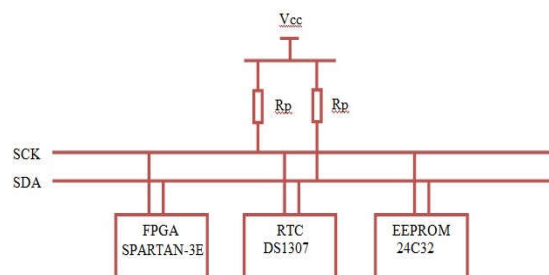 Vcc
Rp Rp
SCK
SDA
FPGA
SPARTAN-3E
RTC
DS1307
EEPROM
24C32